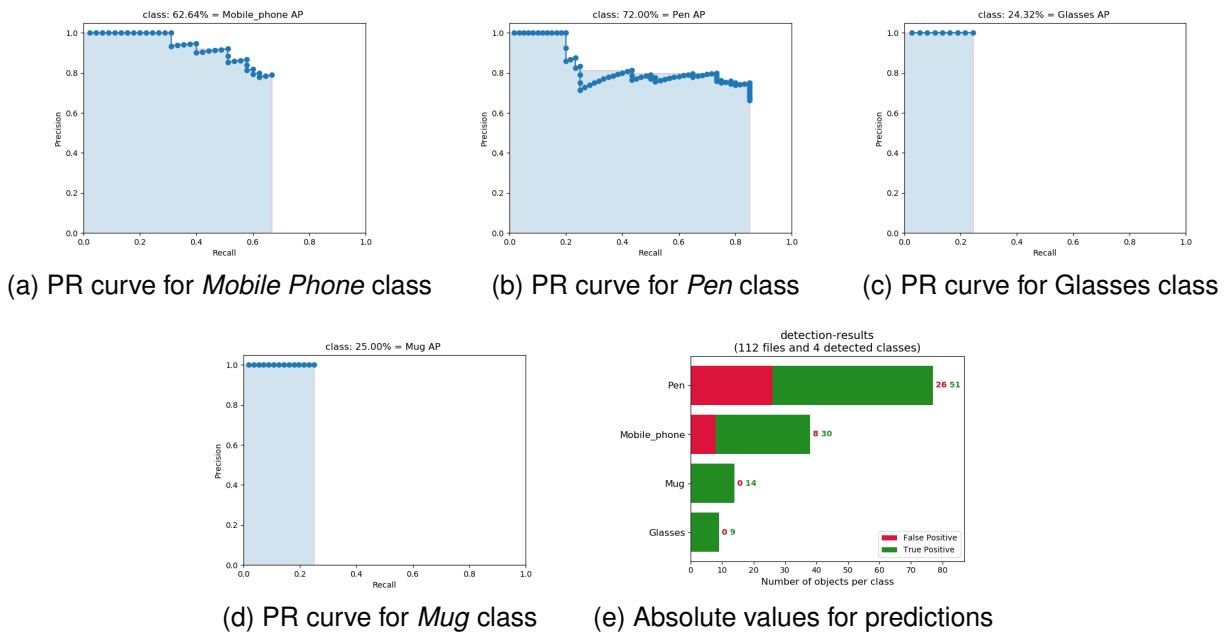 class: 62.64% = Mobile_phone AP
1.0
0.8
0.6
0.4
0.2
0.0
Precision
0.0 0.2 0.4 0.6 0.8 1.0
Recall
(a) PR curve for Mobile Phone class
class: 72.00% = Pen AP
1.0
0.8
0.6
0.4
0.2
0.0
Precision
0.0 0.2 0.4 0.6 0.8 1.0
Recall
(b) PR curve for Pen class
class: 24.32% = Glasses AP
1.0
0.8
0.6
0.4
0.2
0.0
Precision
0.0 0.2 0.4 0.6 0.8 1.0
Recall
(c) PR curve for Glasses class
class: 25.00% = Mug AP
1.0
0.8
0.6
0.4
0.2
0.0
Precision
0.0 0.2 0.4 0.6 0.8 1.0
Recall
(d) PR curve for Mug class
detection-results
(112 files and 4 detected classes)
Pen 26 51
Mobile_phone 8 30
Mug 0 14
Glasses 0 9
False Positive
True Positive
0 10 20 30 40 50 60 70 80
Number of objects per class
(e) Absolute values for predictions